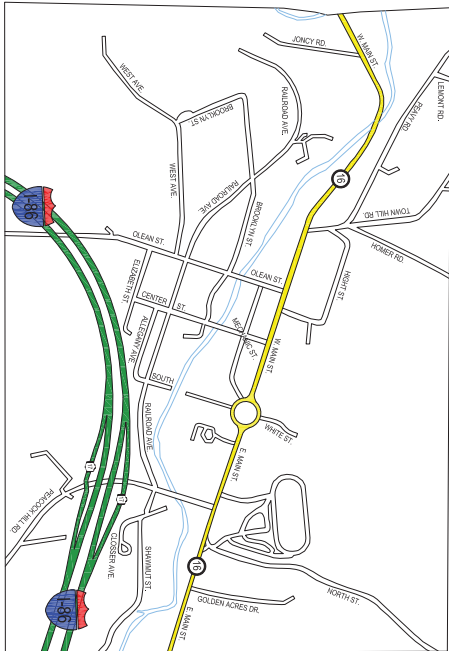 JONCY RD.
W. MAIN ST
LEMONT RD.
PEAVY RD
WEST AVE.
BROOKLYN ST
RAILROAD AVE.
16
TOWN HILL RD.
HOMER RD.
WEST AVE.
RAILROAD AVE.
BROOKLYN ST.
I-86
OLEAN ST.
OLEAN ST.
HIGHT ST.
ELIZABETH ST.
CENTER ST.
ALLEGANY AVE.
MECHANIC ST.
W. MAIN ST.
SOUTH
RAILROAD AVE.
WHITE ST.
E. MAIN ST.
17
17
PEACOCK HILL RD.
CLOSSER AVE.
SHAWMUT ST.
16
NORTH ST.
GOLDEN ACRES DR.
I-86
E. MAIN ST.